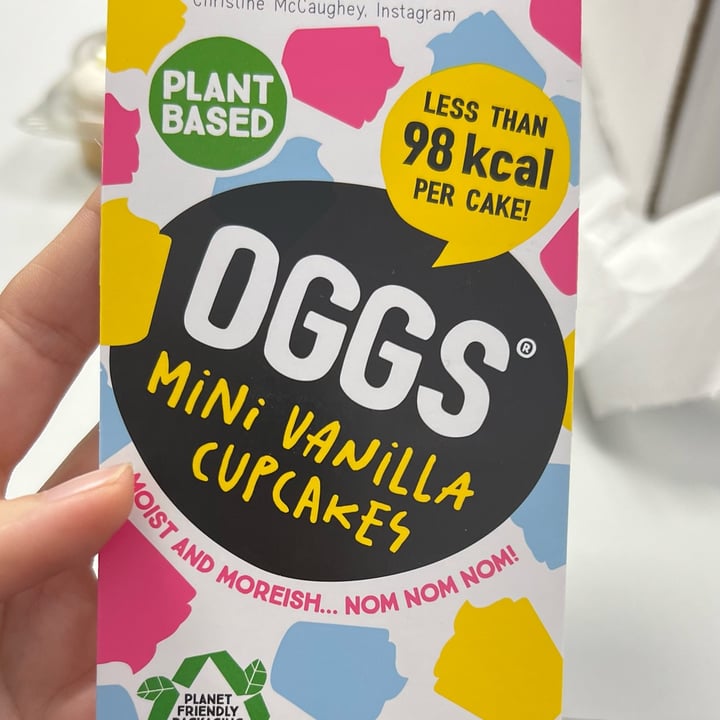 Christine McCaughey, Instagram
PLANT
BASED
LESS THAN
98 kcal
PER CAKE!
OGGS®
MiNi VANiLLA
CUPCAKES
MOIST AND MOREISH... NOM NOM NOM!
PLANET
FRIENDLY
PACKAGING